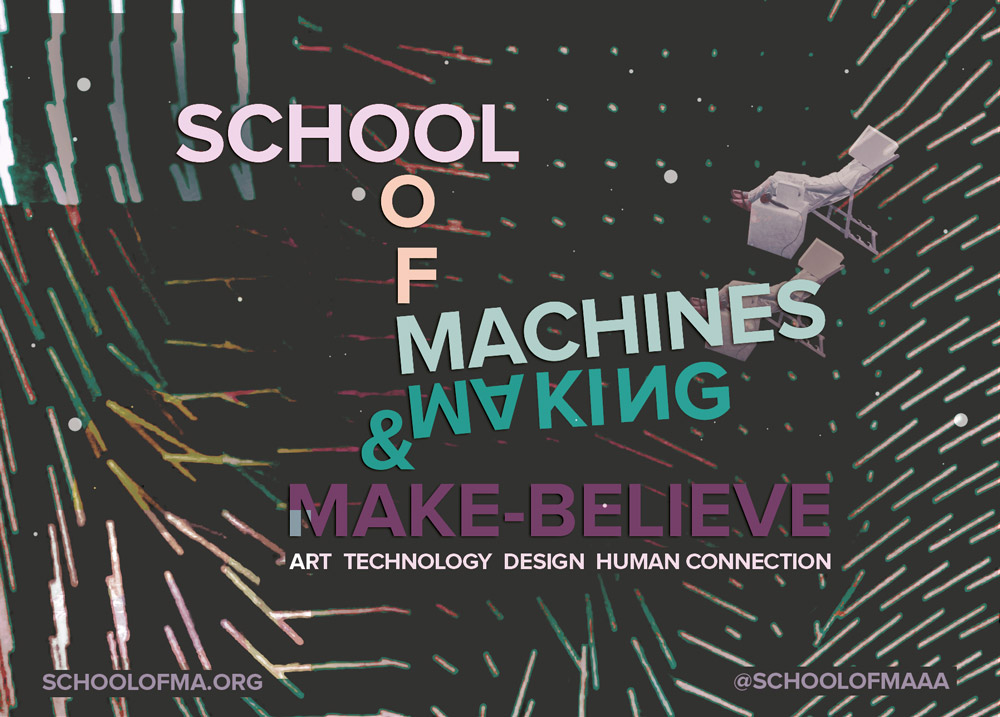 SCHOOL
O
F
MACHINES
MAKING
&
MAKE-BELIEVE
ART TECHNOLOGY DESIGN HUMAN CONNECTION
SCHOOLOFMA.ORG
@SCHOOLOFMAAA